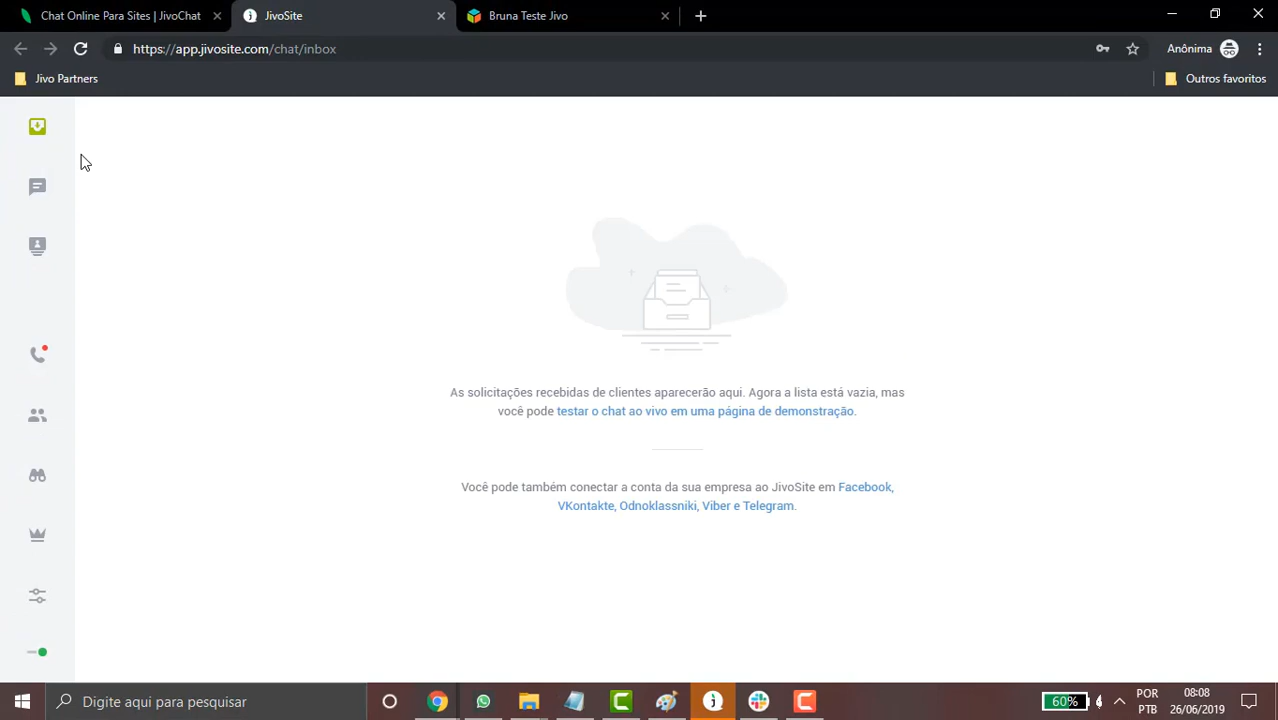 Chat Online Para Sites | JivoChat
JivoSite
Bruna Teste Jivo
https://app.jivosite.com/chat/inbox
Anônima
Jivo Partners
Outros favoritos
As solicitações recebidas de clientes aparecerão aqui. Agora a lista está vazia, mas
você pode testar o chat ao vivo em uma página de demonstração.
Você pode também conectar a conta da sua empresa ao JivoSite em Facebook,
VKontakte, Odnoklassniki, Viber e Telegram.
Digite aqui para pesquisar
60%
POR
PTB
08:08
26/06/2019